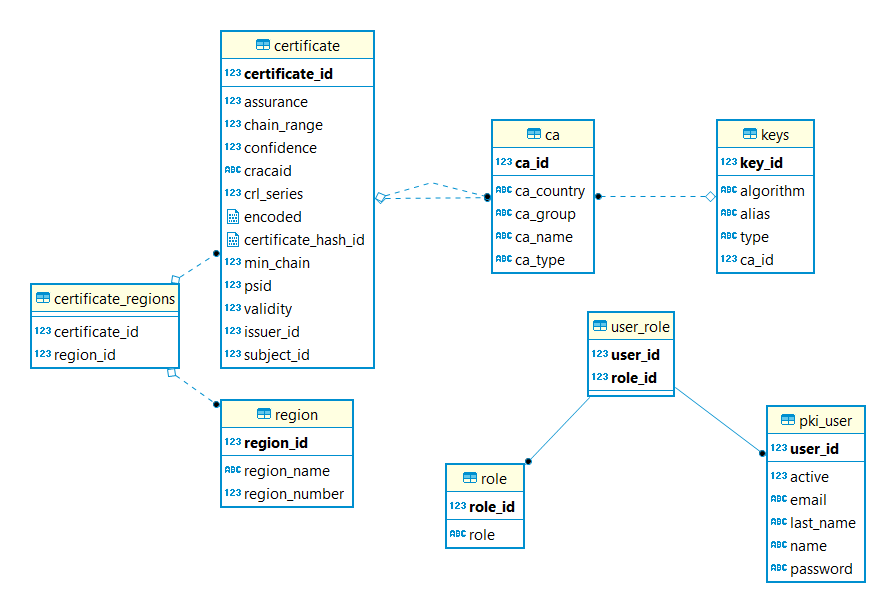 certificate
123 certificate_id
123 assurance
123 chain_range
123 confidence
ABC cracaid
123 crl_series
encoded
certificate_hash_id
123 min_chain
123 psid
123 validity
123 issuer_id
123 subject_id
ca
123 ca_id
ABC ca_country
ABC ca_group
ABC ca_name
ABC ca_type
keys
123 key_id
ABC algorithm
ABC alias
ABC type
123 ca_id
certificate_regions
123 certificate_id
123 region_id
region
123 region_id
ABC region_name
123 region_number
user_role
123 user_id
123 role_id
role
123 role_id
ABC role
pki_user
123 user_id
123 active
ABC email
ABC last_name
ABC name
ABC password